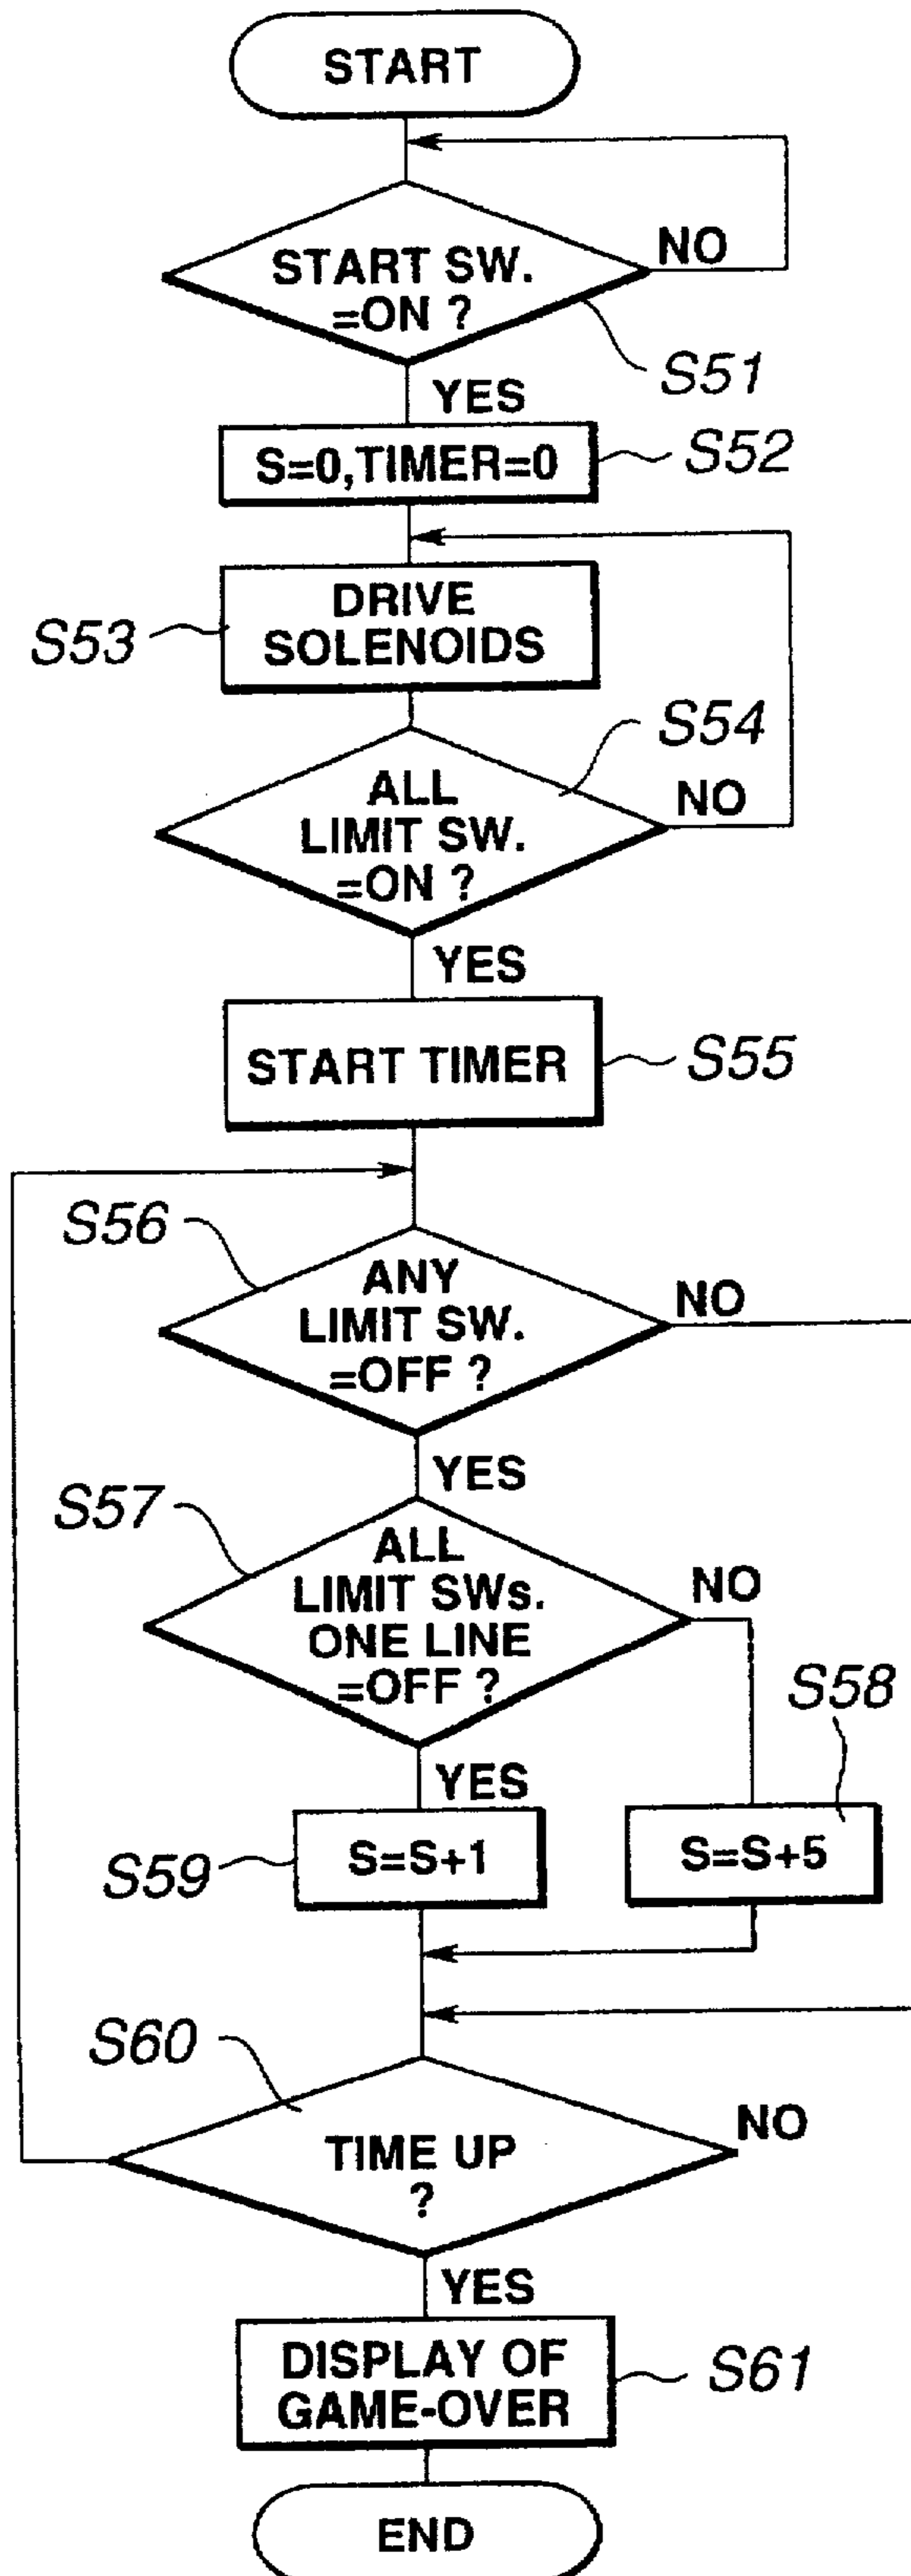 START
START SW.
=ON ?
NO
S51
YES
S=0,TIMER=0
S52
DRIVE
SOLENOIDS
S53
S54
ALL
LIMIT SW.
=ON ?
NO
YES
START TIMER
S55
S56
ANY
LIMIT SW.
=OFF ?
NO
YES
S57
ALL
LIMIT SWs.
ONE LINE
=OFF ?
NO
S58
YES
S59
S=S+1
S=S+5
S60
TIME UP
?
NO
YES
DISPLAY OF
GAME-OVER
S61
END